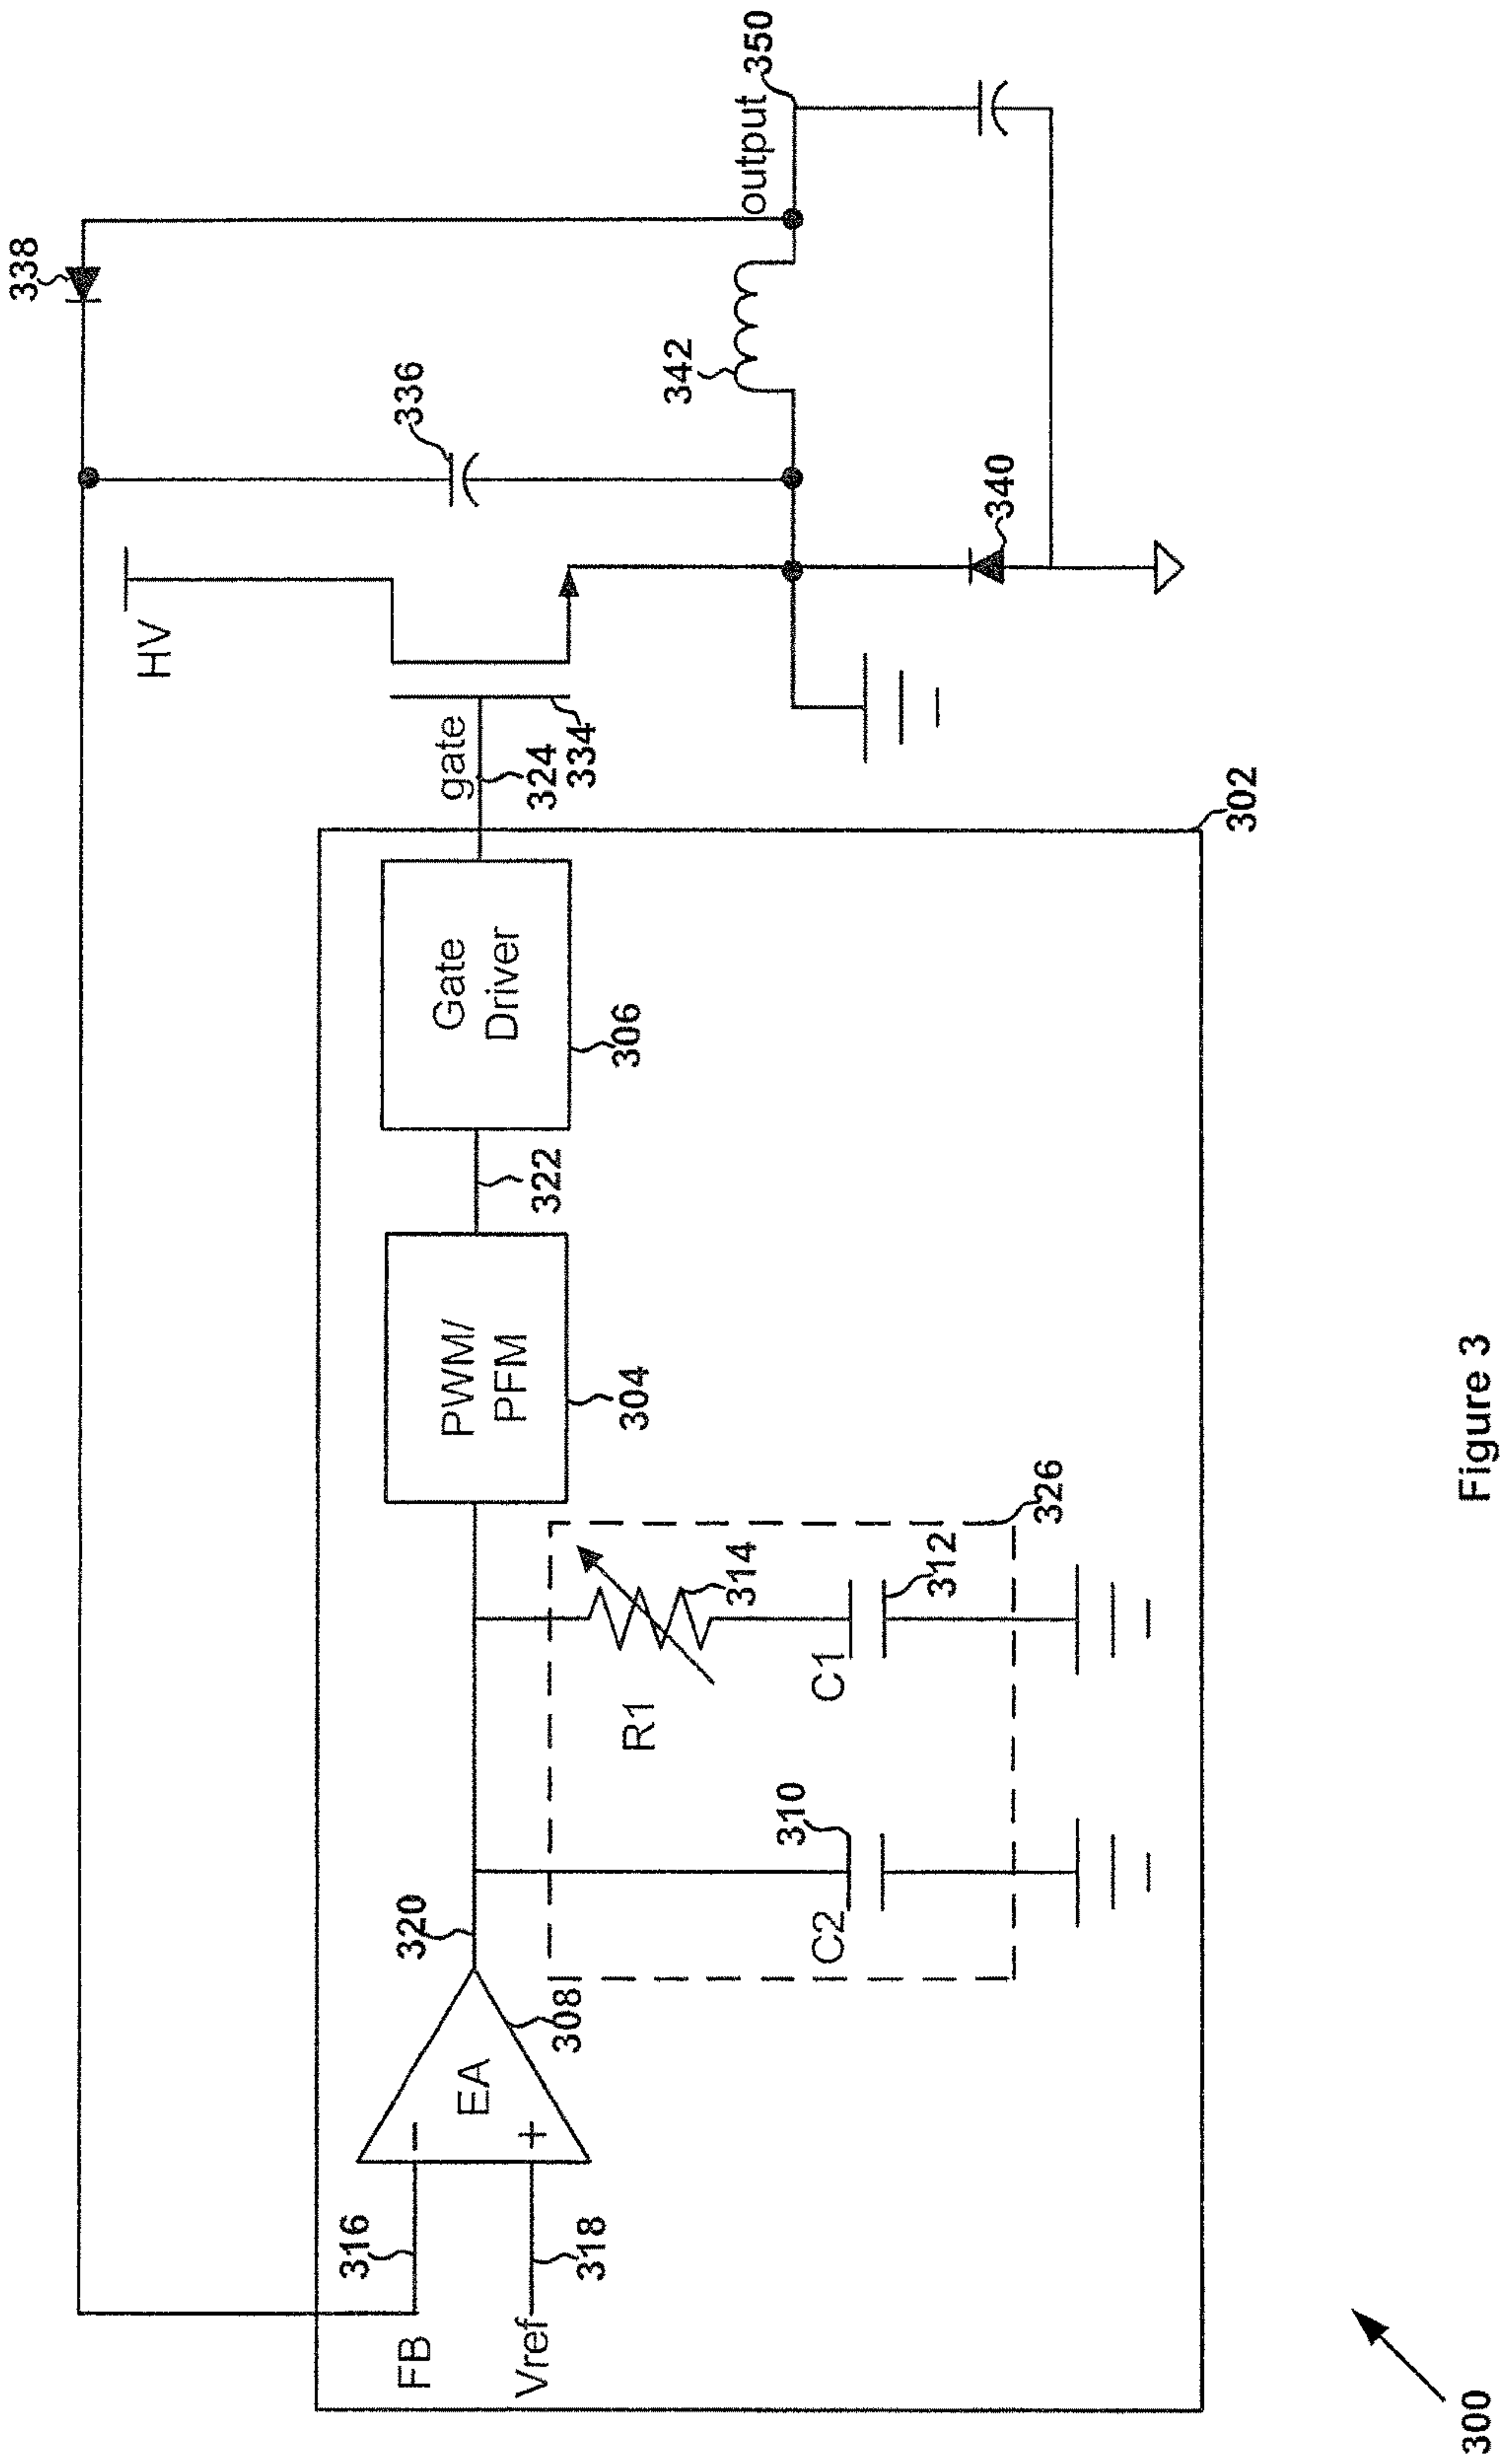 338
336
HV
350
output
342
340
gate
324
334
302
Gate
Driver
306
322
PWM/
PFM
304
326
314
R1
312
C1
310
C2
320
308
EA
−
+
316
318
FB
Vref
300
Figure 3